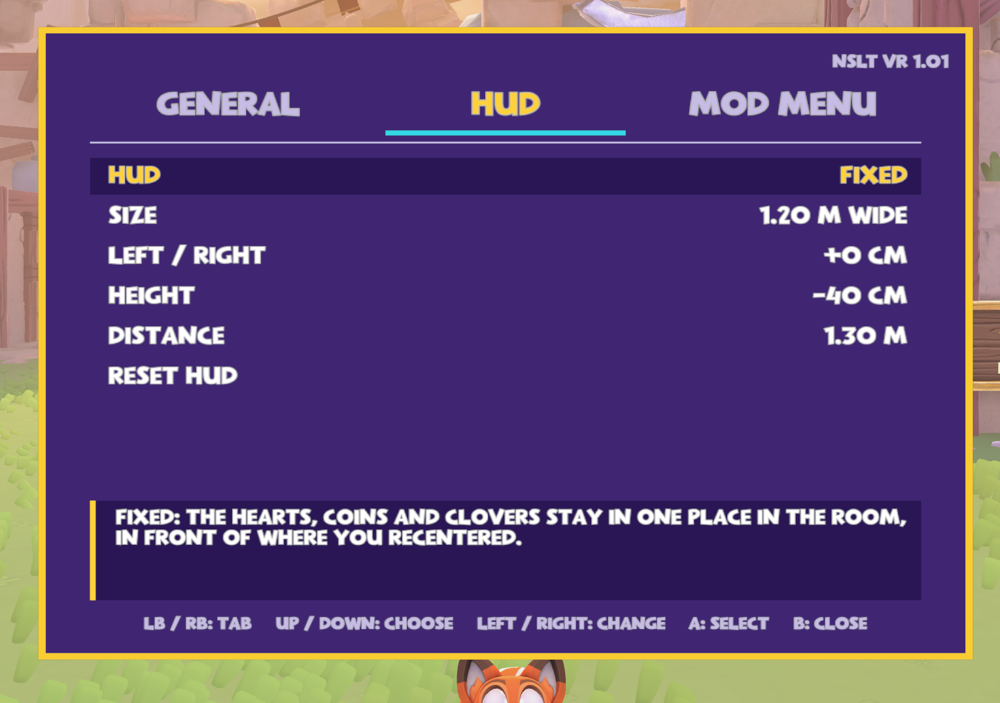 NSLT VR 1.01
GENERAL HUD MOD MENU
HUD FIXED
SIZE 1.20 M WIDE
LEFT / RIGHT +0 CM
HEIGHT -40 CM
DISTANCE 1.30 M
RESET HUD
FIXED: THE HEARTS, COINS AND CLOVERS STAY IN ONE PLACE IN THE ROOM,
IN FRONT OF WHERE YOU RECENTERED.
LB / RB: TAB UP / DOWN: CHOOSE LEFT / RIGHT: CHANGE A: SELECT B: CLOSE